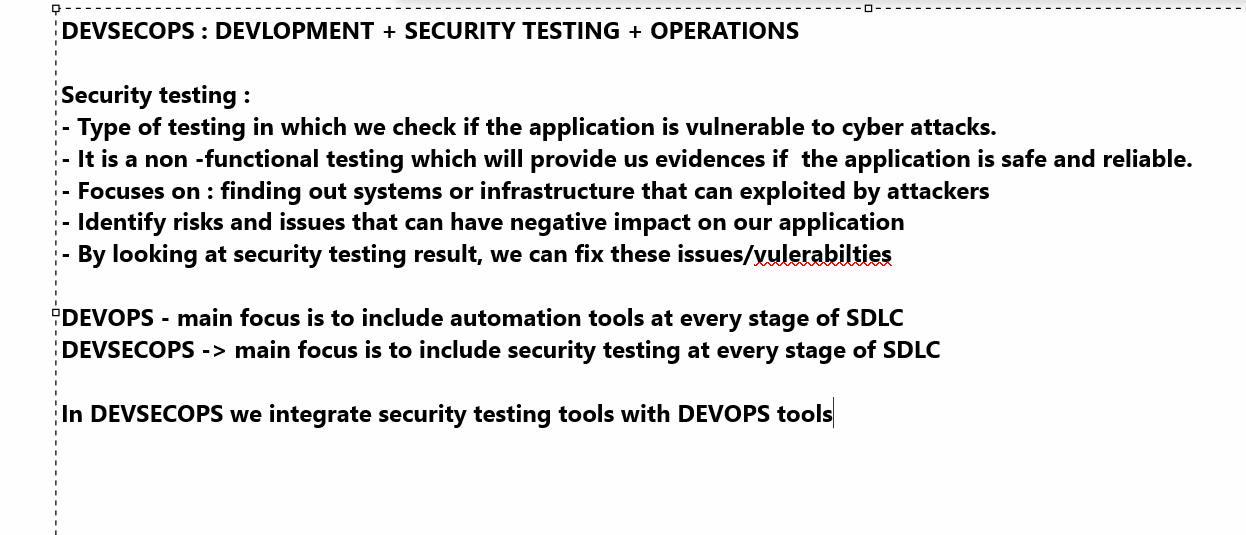 DEVSECOPS : DEVLOPMENT + SECURITY TESTING + OPERATIONS
Security testing :
- Type of testing in which we check if the application is vulnerable to cyber attacks.
- It is a non -functional testing which will provide us evidences if  the application is safe and reliable.
- Focuses on : finding out systems or infrastructure that can exploited by attackers
- Identify risks and issues that can have negative impact on our application
- By looking at security testing result, we can fix these issues/vulerabilties
DEVOPS - main focus is to include automation tools at every stage of SDLC
DEVSECOPS -> main focus is to include security testing at every stage of SDLC
In DEVSECOPS we integrate security testing tools with DEVOPS tools